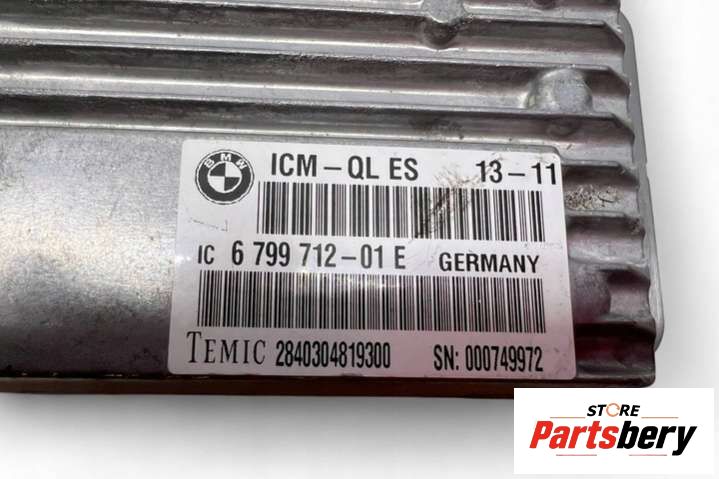 BMW
ICM – QL ES 13 – 11
IC 6 799 712 – 01 E GERMANY
TEMIC 2840304819300 SN: 000749972
STORE
Partsbery